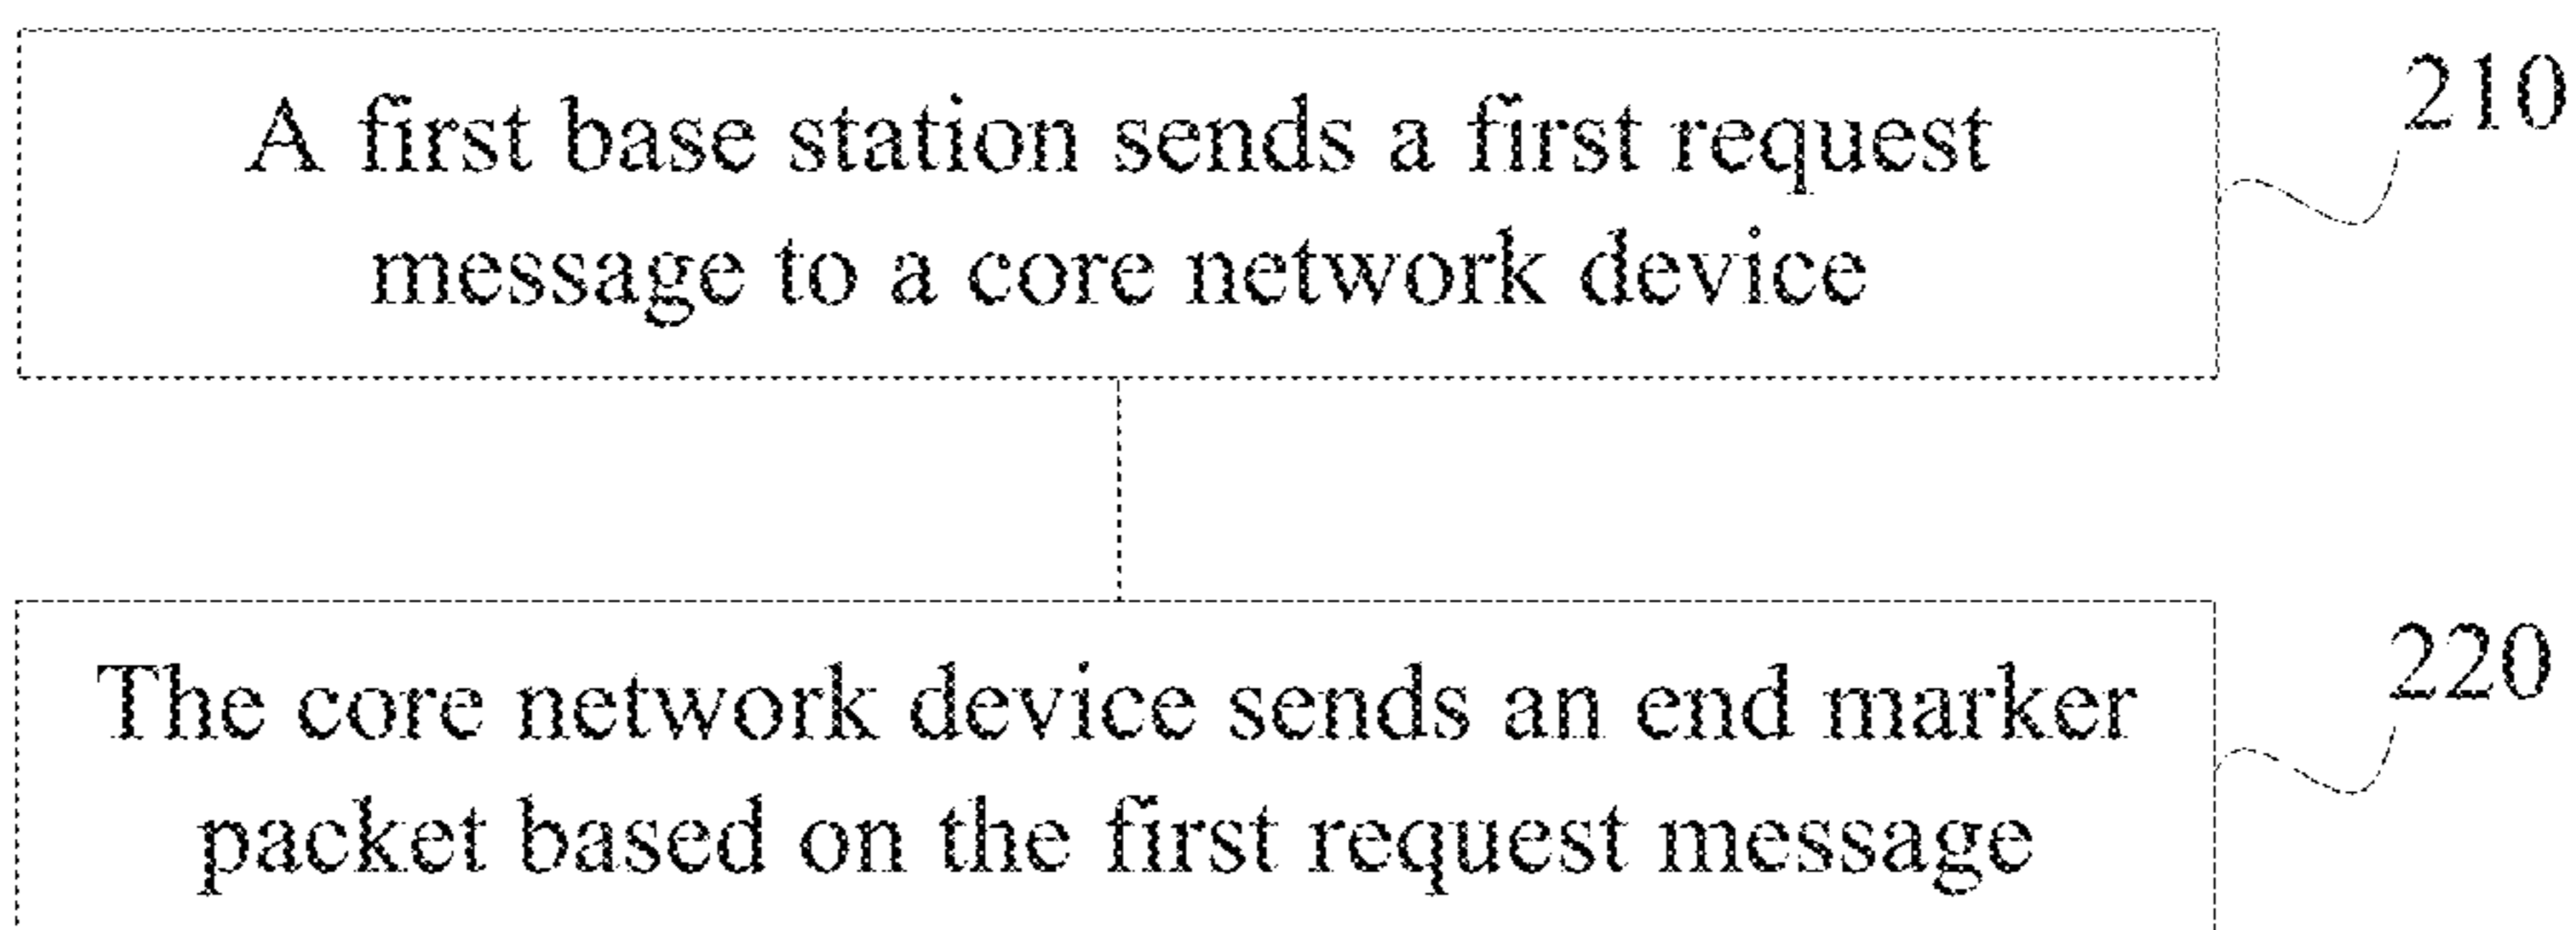 A first base station sends a first request
message to a core network device
210
The core network device sends an end marker
packet based on the first request message
220